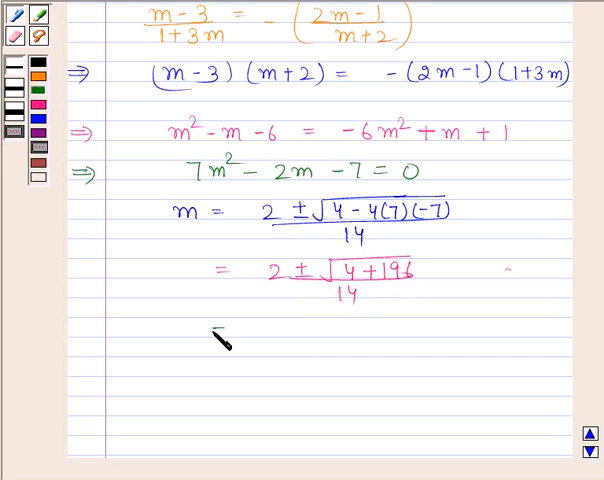 m-3/1+3m = - (2m-1/m+2)
⇒ (m-3) (m+2) = -(2m-1)(1+3m)
⇒ m² - m - 6 = -6m² + m + 1
⇒ 7m² - 2m - 7 = 0
m = 2 ± √4 - 4(7)(-7)/14
= 2 ± √4+196/14
=